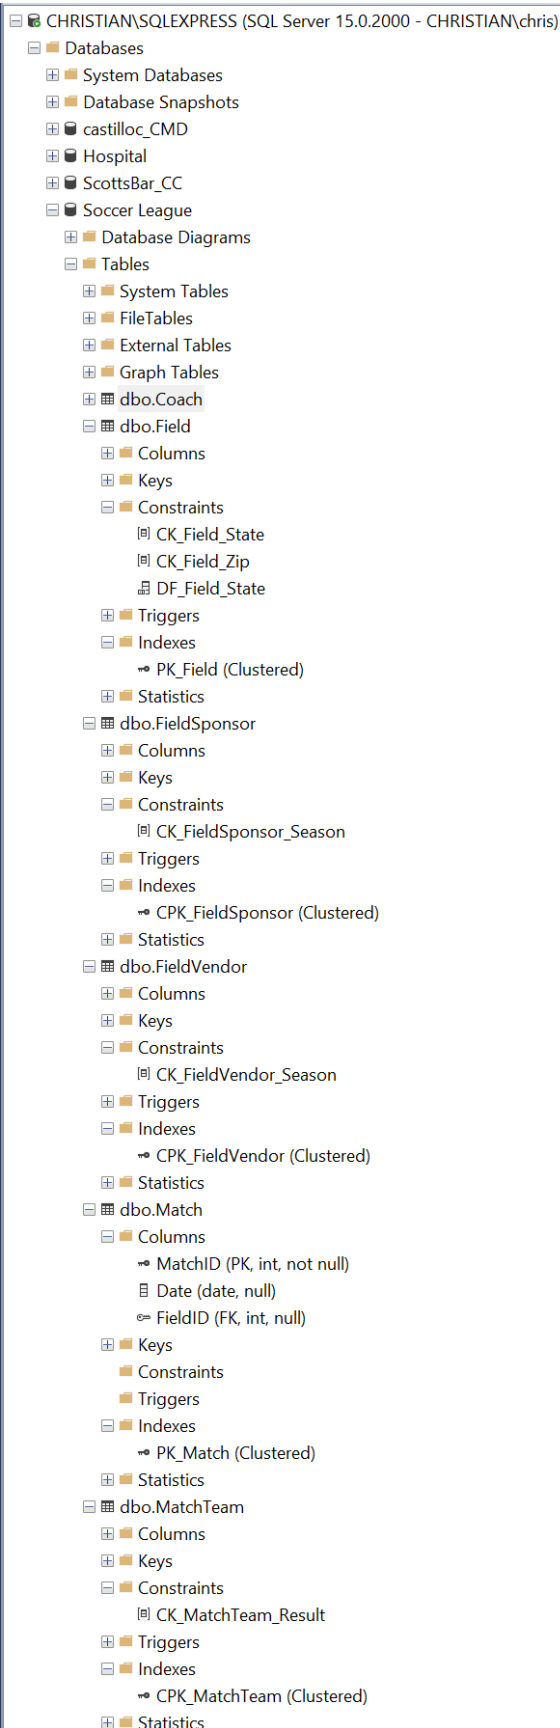 CHRISTIAN\SQLEXPRESS (SQL Server 15.0.2000 - CHRISTIAN\chris)
Databases
System Databases
Database Snapshots
castilloc_CMD
Hospital
ScottsBar_CC
Soccer League
Database Diagrams
Tables
System Tables
FileTables
External Tables
Graph Tables
dbo.Coach
dbo.Field
Columns
Keys
Constraints
CK_Field_State
CK_Field_Zip
DF_Field_State
Triggers
Indexes
PK_Field (Clustered)
Statistics
dbo.FieldSponsor
Columns
Keys
Constraints
CK_FieldSponsor_Season
Triggers
Indexes
CPK_FieldSponsor (Clustered)
Statistics
dbo.FieldVendor
Columns
Keys
Constraints
CK_FieldVendor_Season
Triggers
Indexes
CPK_FieldVendor (Clustered)
Statistics
dbo.Match
Columns
MatchID (PK, int, not null)
Date (date, null)
FieldID (FK, int, null)
Keys
Constraints
Triggers
Indexes
PK_Match (Clustered)
Statistics
dbo.MatchTeam
Columns
Keys
Constraints
CK_MatchTeam_Result
Triggers
Indexes
CPK_MatchTeam (Clustered)
Statistics